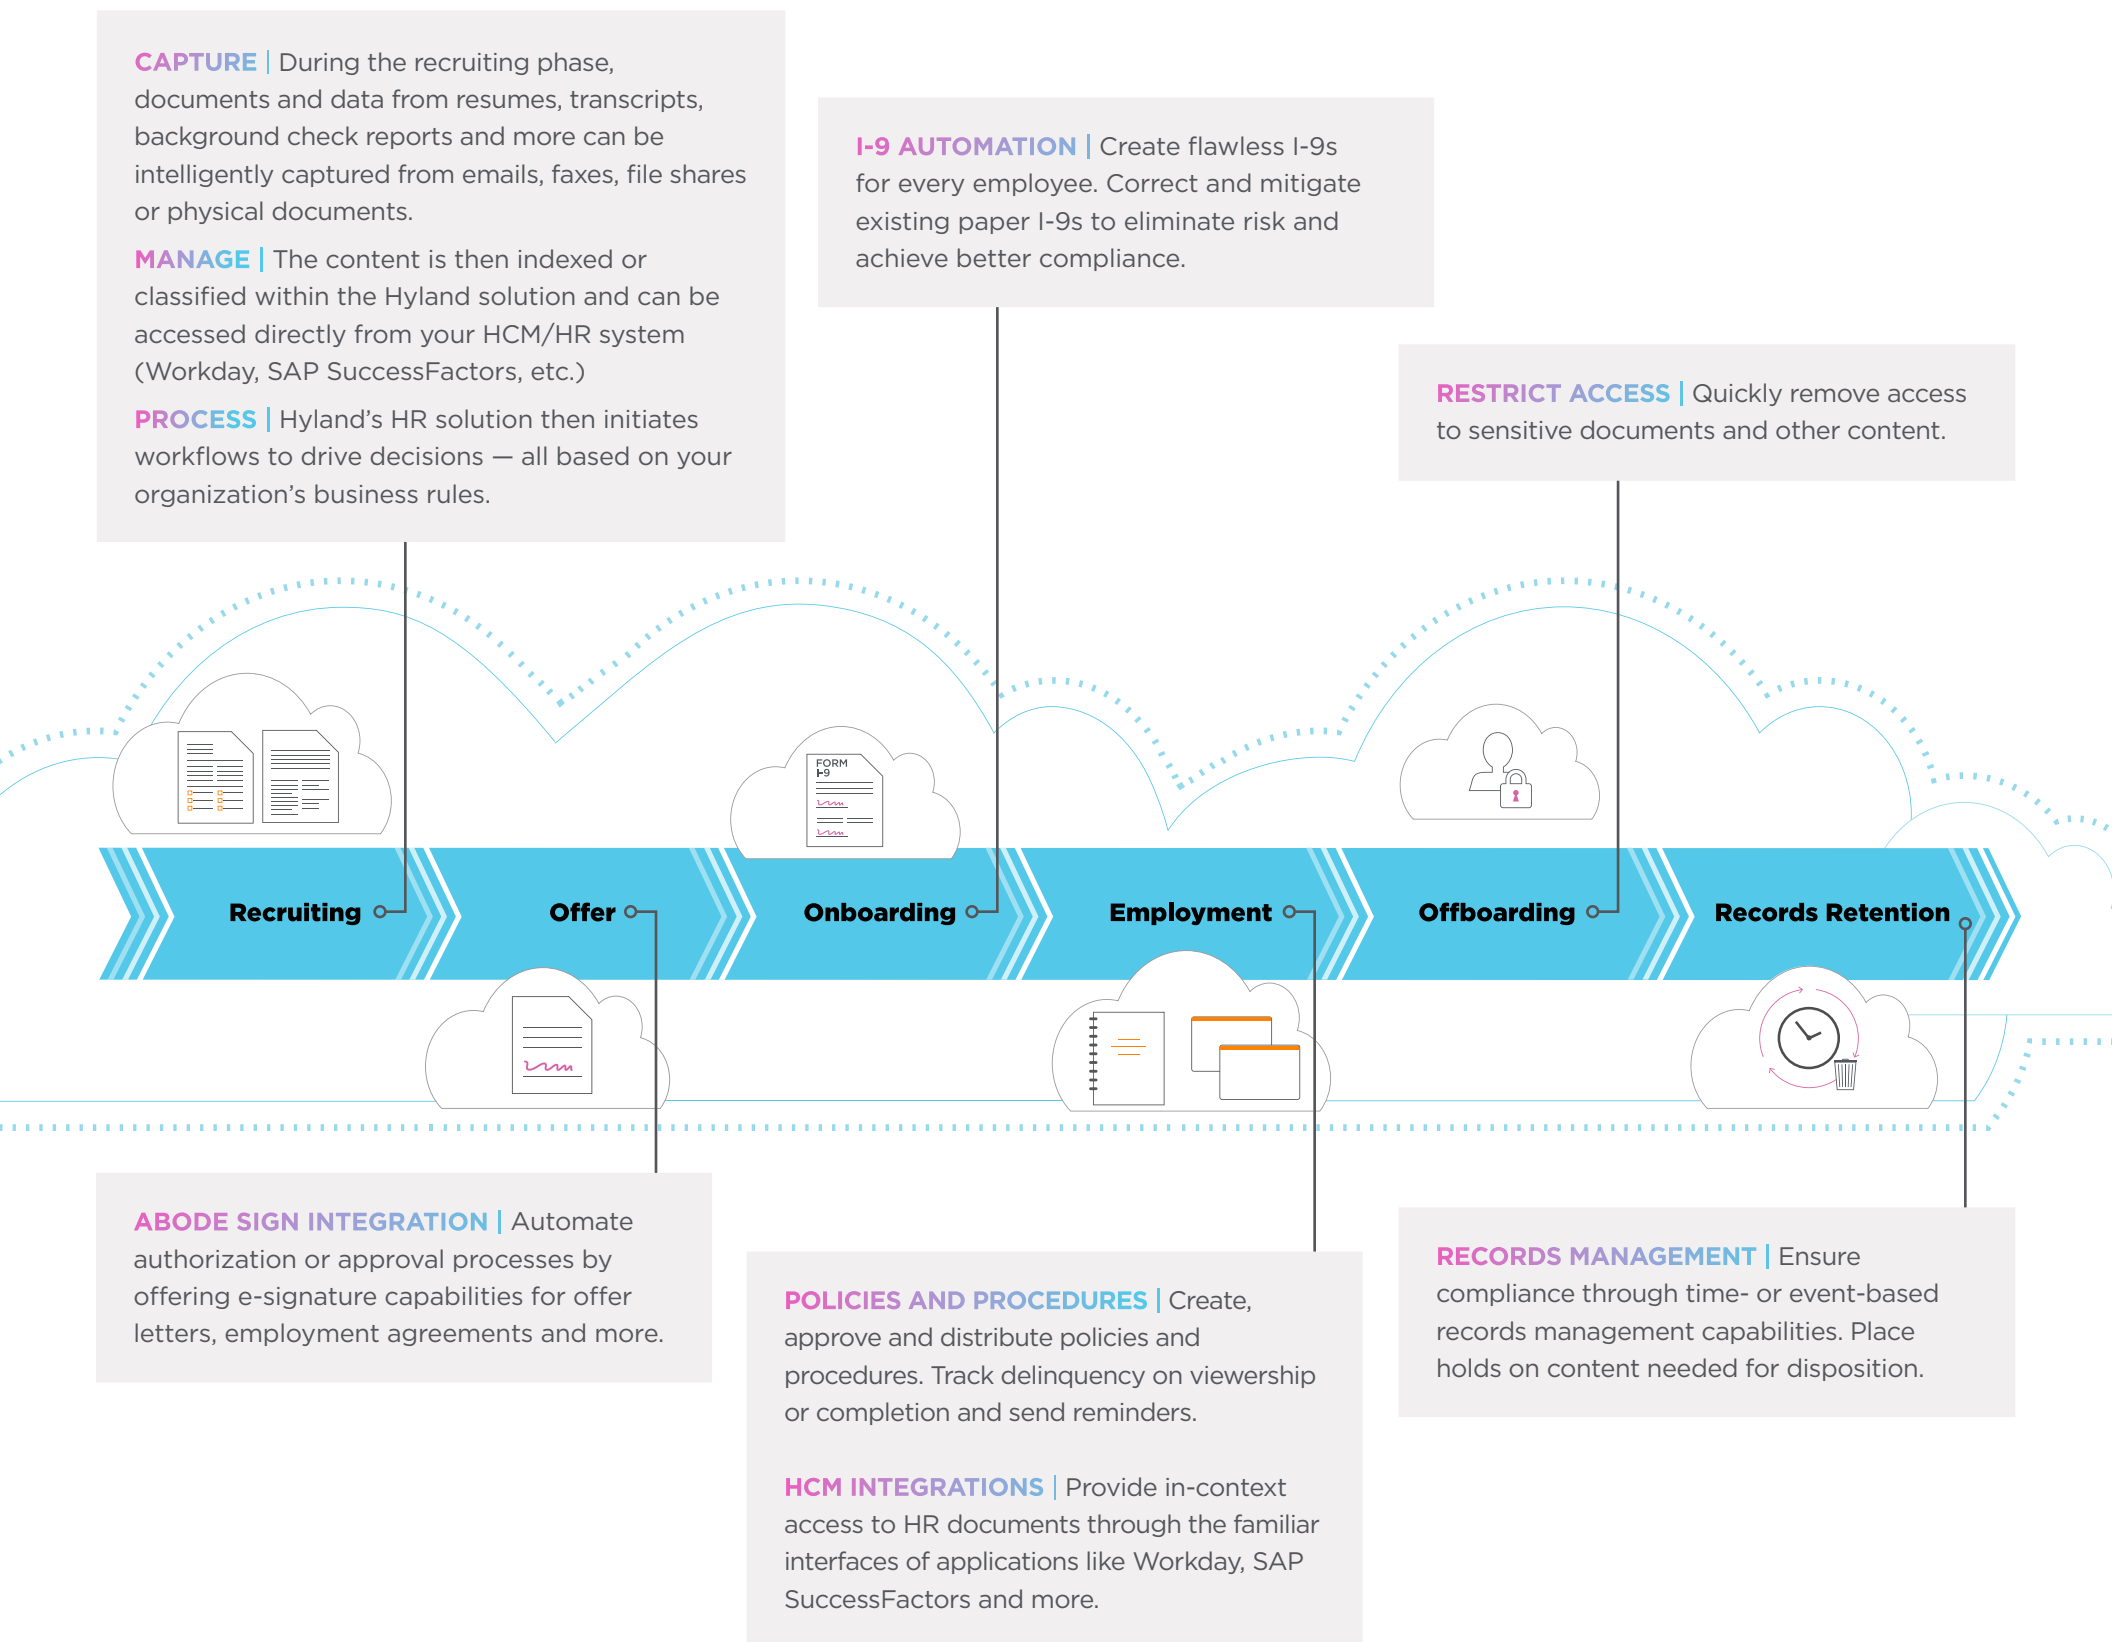 CAPTURE | During the recruiting phase,
documents and data from resumes, transcripts,
background check reports and more can be
intelligently captured from emails, faxes, file shares
or physical documents.
MANAGE | The content is then indexed or
classified within the Hyland solution and can be
accessed directly from your HCM/HR system
(Workday, SAP SuccessFactors, etc.)
PROCESS | Hyland's HR solution then initiates
workflows to drive decisions — all based on your
organization's business rules.
I-9 AUTOMATION | Create flawless I-9s
for every employee. Correct and mitigate
existing paper I-9s to eliminate risk and
achieve better compliance.
RESTRICT ACCESS | Quickly remove access
to sensitive documents and other content.
FORM
I-9
Recruiting
Offer
Onboarding
Employment
Offboarding
Records Retention
ABODE SIGN INTEGRATION | Automate
authorization or approval processes by
offering e-signature capabilities for offer
letters, employment agreements and more.
POLICIES AND PROCEDURES | Create,
approve and distribute policies and
procedures. Track delinquency on viewership
or completion and send reminders.
HCM INTEGRATIONS | Provide in-context
access to HR documents through the familiar
interfaces of applications like Workday, SAP
SuccessFactors and more.
RECORDS MANAGEMENT | Ensure
compliance through time- or event-based
records management capabilities. Place
holds on content needed for disposition.